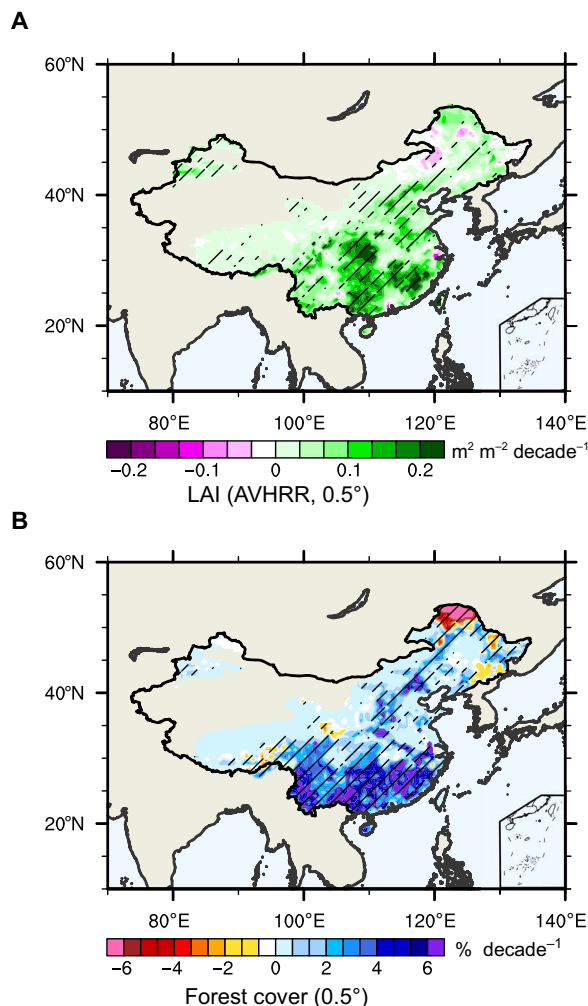 A
60°N
40°N
20°N
80°E 100°E 120°E 140°E
−0.2 −0.1 0 0.1 0.2 m² m⁻² decade⁻¹
LAI (AVHRR, 0.5°)
B
60°N
40°N
20°N
80°E 100°E 120°E 140°E
−6 −4 −2 0 2 4 6 % decade⁻¹
Forest cover (0.5°)